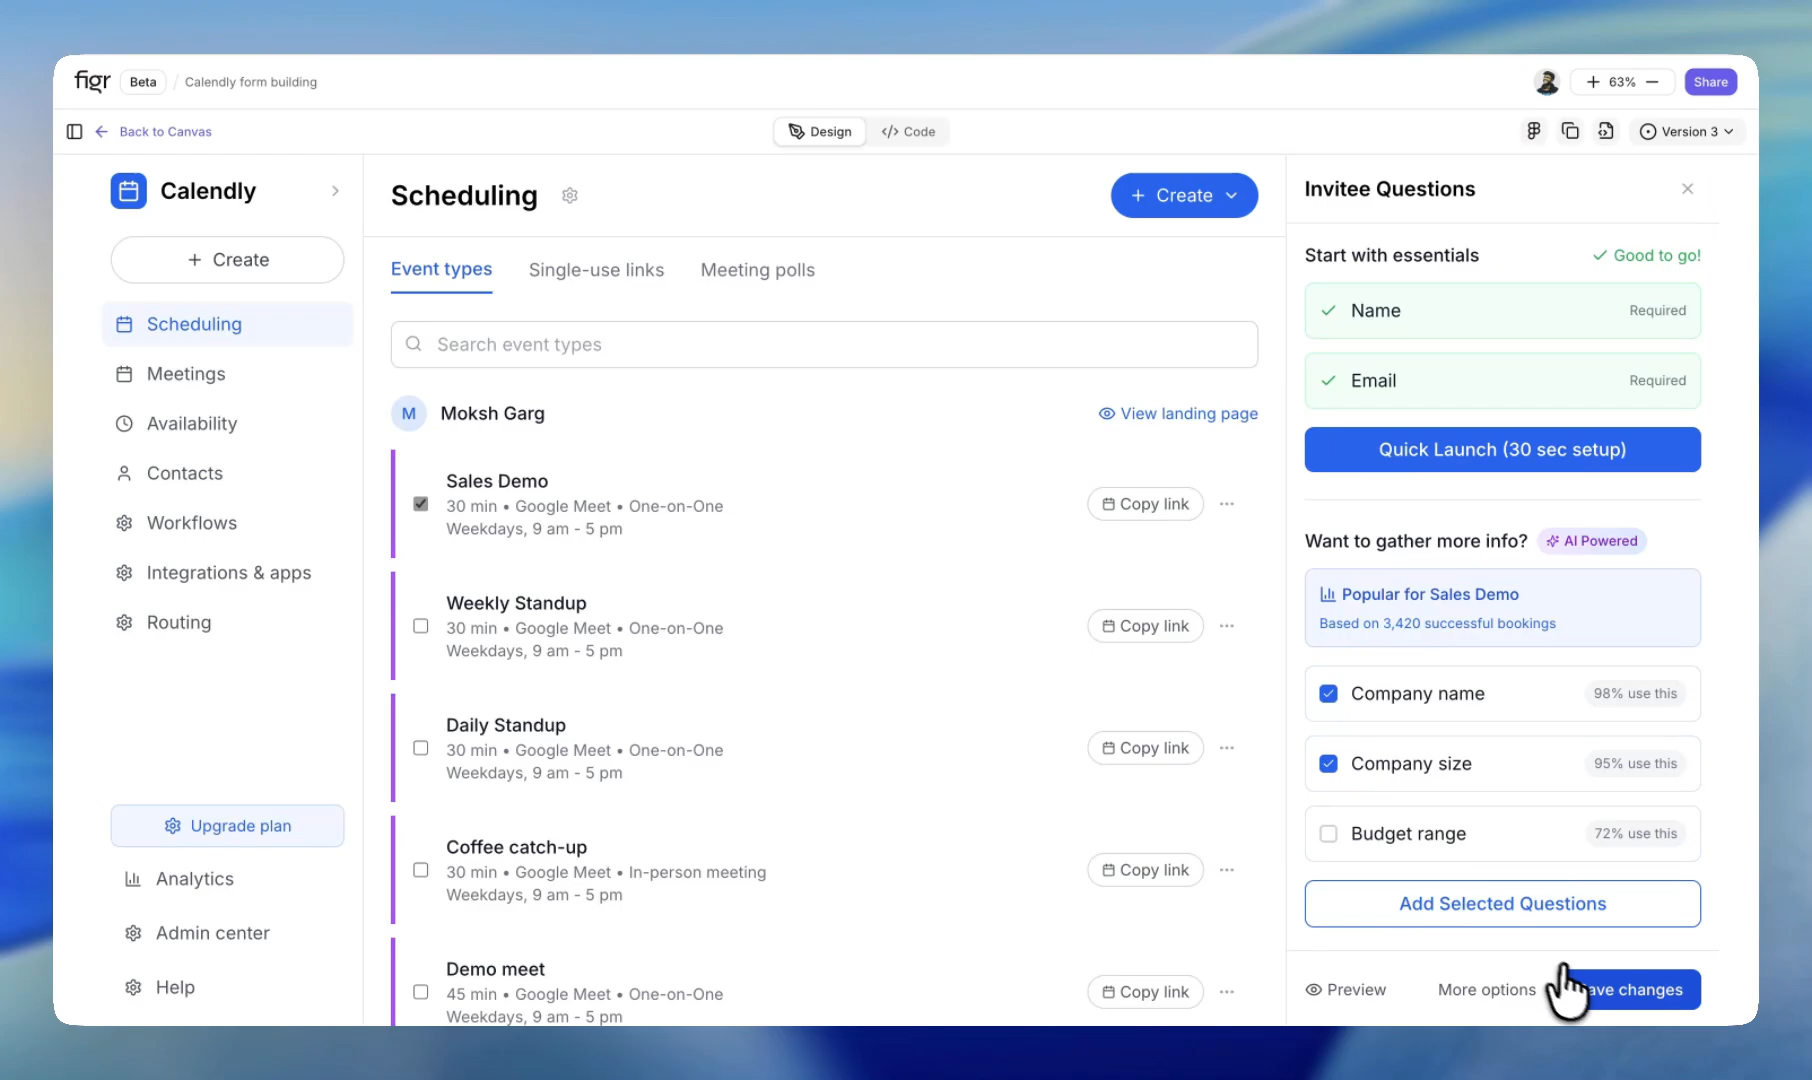 figr
Beta
/ Calendly form building
63%
Share
Back to Canvas
Design
</> Code
Version 3
Calendly
+ Create
Scheduling
Meetings
Availability
Contacts
Workflows
Integrations & apps
Routing
Upgrade plan
Analytics
Admin center
Help
Scheduling
+ Create
Event types
Single-use links
Meeting polls
Search event types
M
Moksh Garg
View landing page
Sales Demo
30 min • Google Meet • One-on-One
Weekdays, 9 am - 5 pm
Copy link
Weekly Standup
30 min • Google Meet • One-on-One
Weekdays, 9 am - 5 pm
Copy link
Daily Standup
30 min • Google Meet • One-on-One
Weekdays, 9 am - 5 pm
Copy link
Coffee catch-up
30 min • Google Meet • In-person meeting
Weekdays, 9 am - 5 pm
Copy link
Demo meet
45 min • Google Meet • One-on-One
Weekdays, 9 am - 5 pm
Copy link
Invitee Questions
Start with essentials
Good to go!
Name
Required
Email
Required
Quick Launch (30 sec setup)
Want to gather more info?
AI Powered
Popular for Sales Demo
Based on 3,420 successful bookings
Company name
98% use this
Company size
95% use this
Budget range
72% use this
Add Selected Questions
Preview
More options
changes